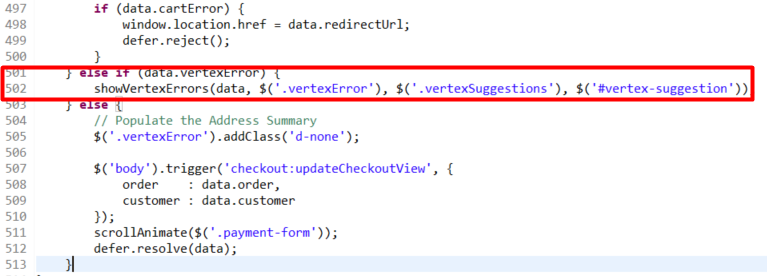 497 if (data.cartError) {
498 window.location.href = data.redirectUrl;
499 defer.reject();
500 }
501 } else if (data.vertexError) {
502 showVertexErrors(data, $('.vertexError'), $('.vertexSuggestions'), $('#vertex-suggestion'))
503 } else {
504 // Populate the Address Summary
505 $('.vertexError').addClass('d-none');
506
507 $('body').trigger('checkout:updateCheckoutView', {
508 order : data.order,
509 customer : data.customer
510 });
511 scrollAnimate($('.payment-form'));
512 defer.resolve(data);
513 }